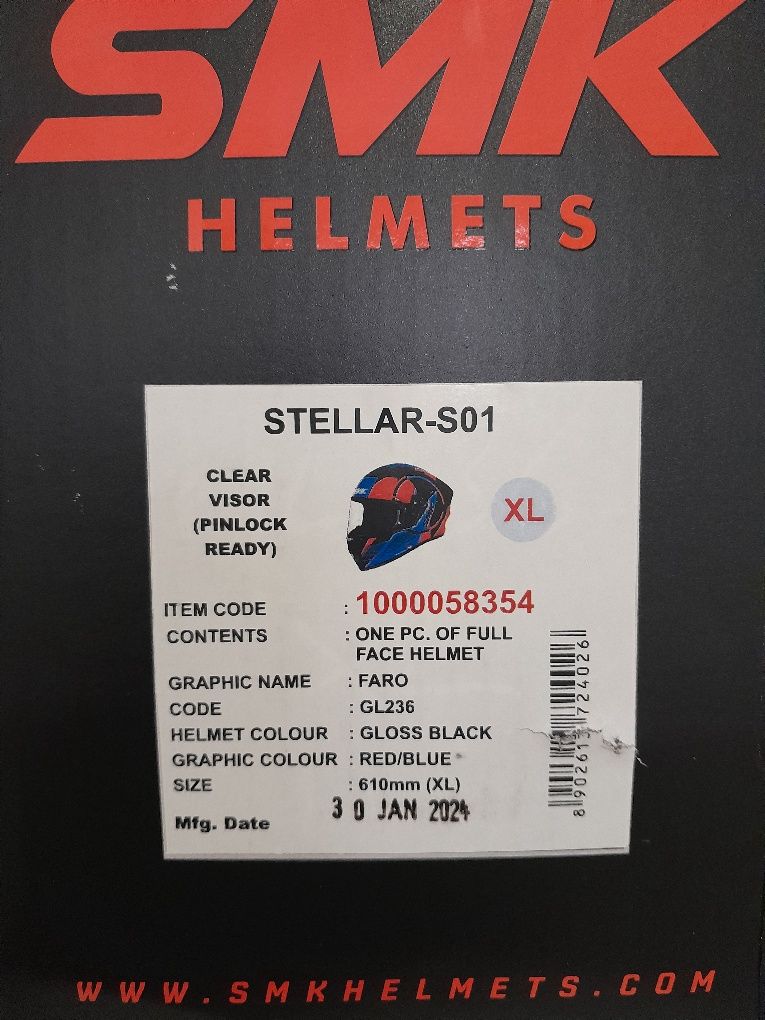 SMK
HELMETS
STELLAR-S01
CLEAR
VISOR
(PINLOCK
READY)
SMK
XL
ITEM CODE : 1000058354
CONTENTS : ONE PC. OF FULL
FACE HELMET
GRAPHIC NAME : FARO
CODE : GL236
HELMET COLOUR : GLOSS BLACK
GRAPHIC COLOUR : RED/BLUE
SIZE : 610mm (XL)
Mfg. Date 30 JAN 2024
WWW.SMKHELMETS.COM